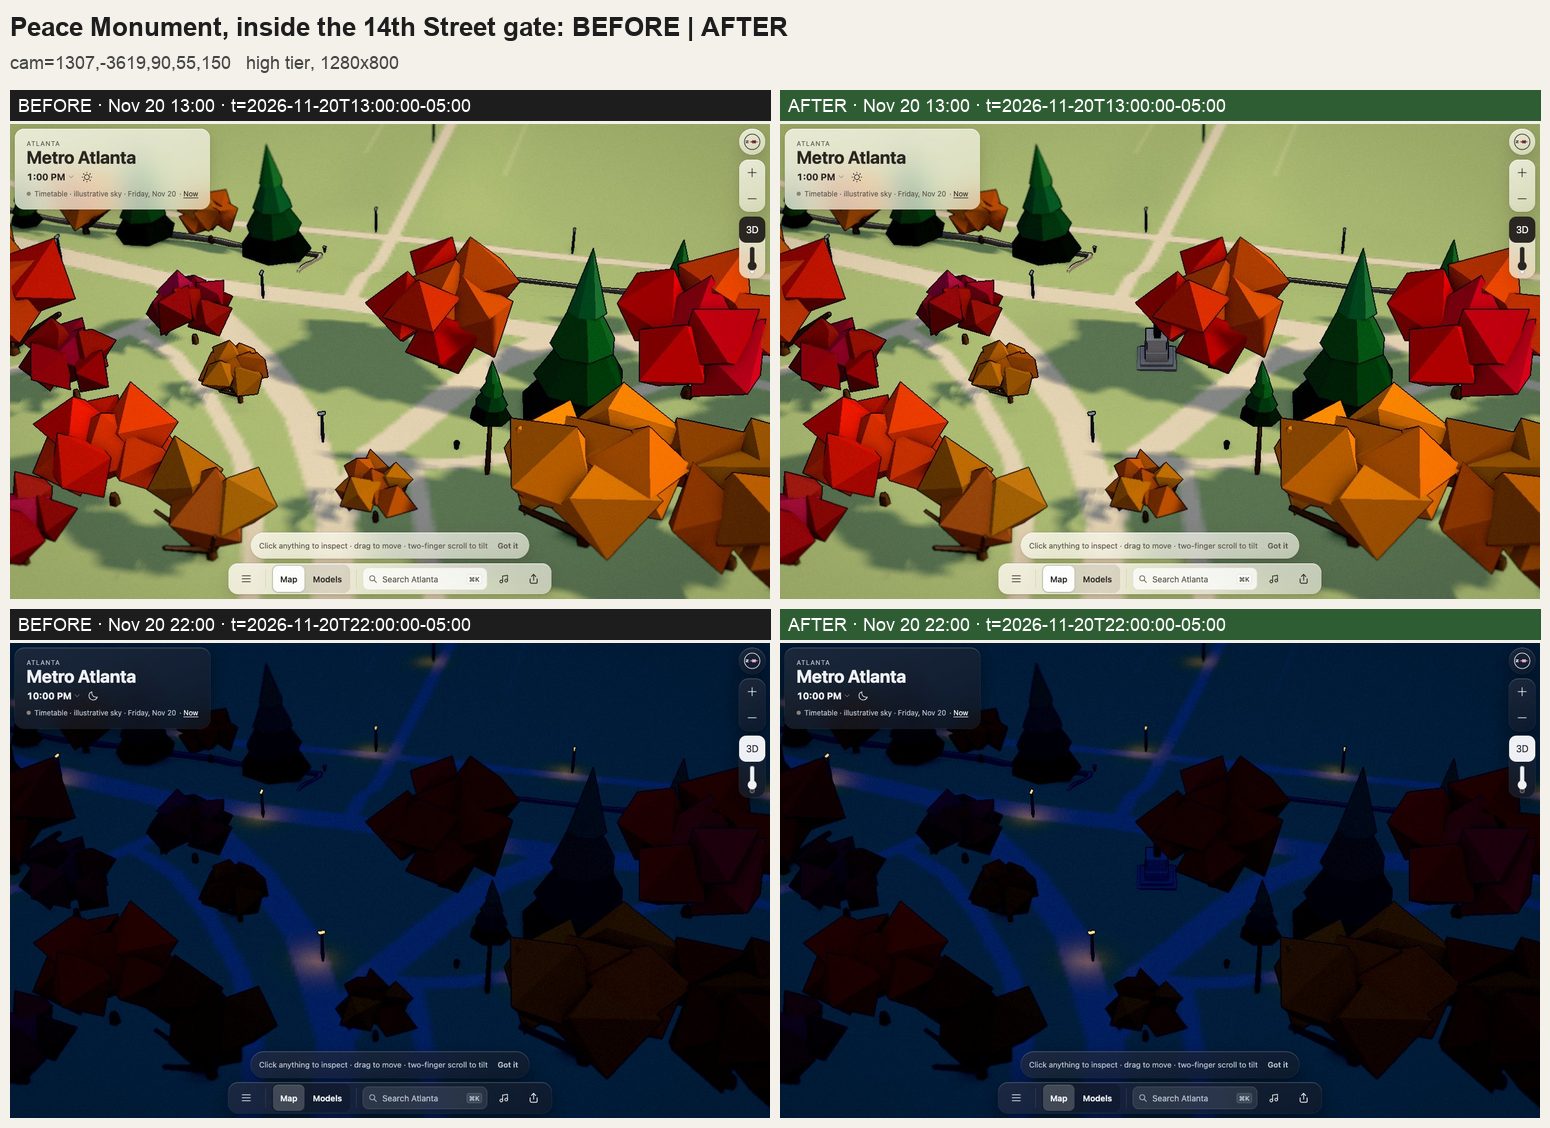 Peace Monument, inside the 14th Street gate: BEFORE | AFTER
cam=1307,-3619,90,55,150 high tier, 1280x800
BEFORE · Nov 20 13:00 · t=2026-11-20T13:00:00-05:00
ATLANTA
Metro Atlanta
1:00 PM
Timetable · illustrative sky · Friday, Nov 20 · Now
3D
Click anything to inspect · drag to move · two-finger scroll to tilt Got it
Map Models Search Atlanta ⌘K
AFTER · Nov 20 13:00 · t=2026-11-20T13:00:00-05:00
ATLANTA
Metro Atlanta
1:00 PM
Timetable · illustrative sky · Friday, Nov 20 · Now
3D
Click anything to inspect · drag to move · two-finger scroll to tilt Got it
Map Models Search Atlanta ⌘K
BEFORE · Nov 20 22:00 · t=2026-11-20T22:00:00-05:00
ATLANTA
Metro Atlanta
10:00 PM
Timetable · illustrative sky · Friday, Nov 20 · Now
3D
Click anything to inspect · drag to move · two-finger scroll to tilt Got it
Map Models Search Atlanta ⌘K
AFTER · Nov 20 22:00 · t=2026-11-20T22:00:00-05:00
ATLANTA
Metro Atlanta
10:00 PM
Timetable · illustrative sky · Friday, Nov 20 · Now
3D
Click anything to inspect · drag to move · two-finger scroll to tilt Got it
Map Models Search Atlanta ⌘K